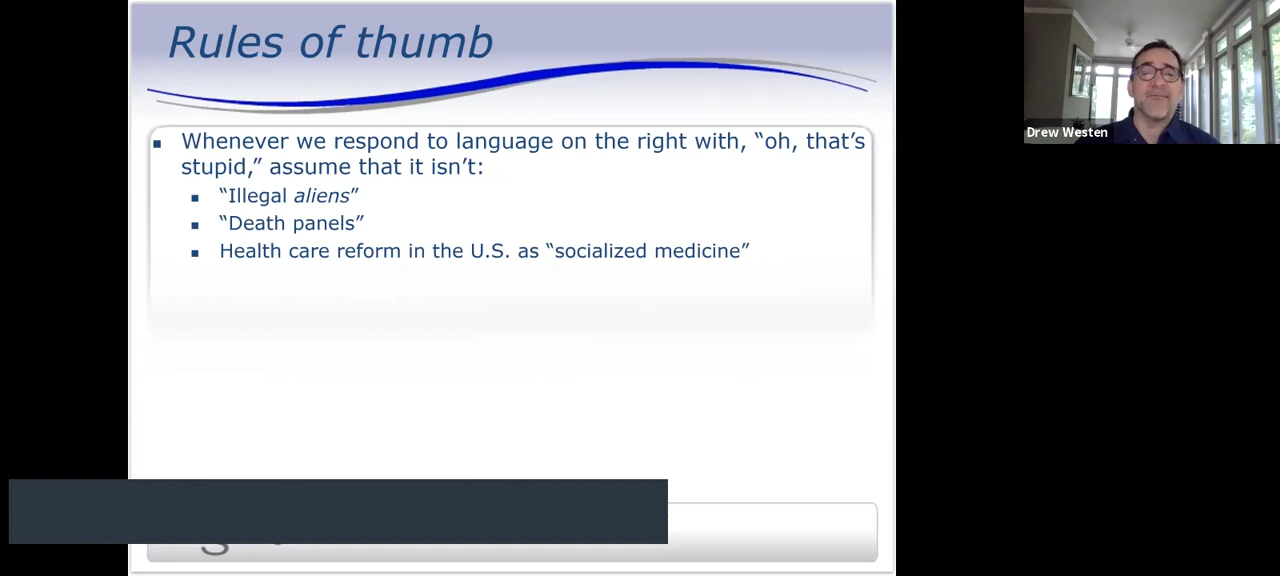 Rules of thumb
Drew Westen
Whenever we respond to language on the right with, “oh, that’s
stupid,” assume that it isn’t:
“Illegal aliens”
“Death panels”
Health care reform in the U.S. as “socialized medicine”